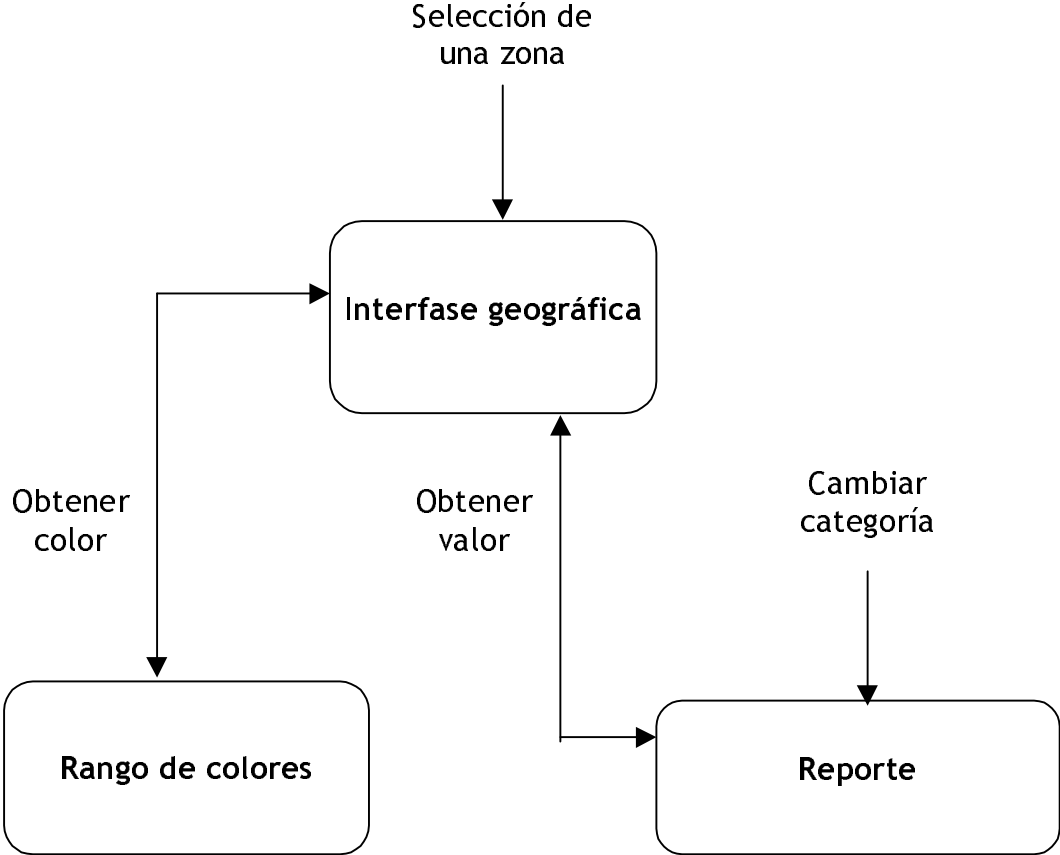 Selección de
una zona
Interfase geográfica
Obtener
color
Obtener
valor
Cambiar
categoría
Rango de colores
Reporte